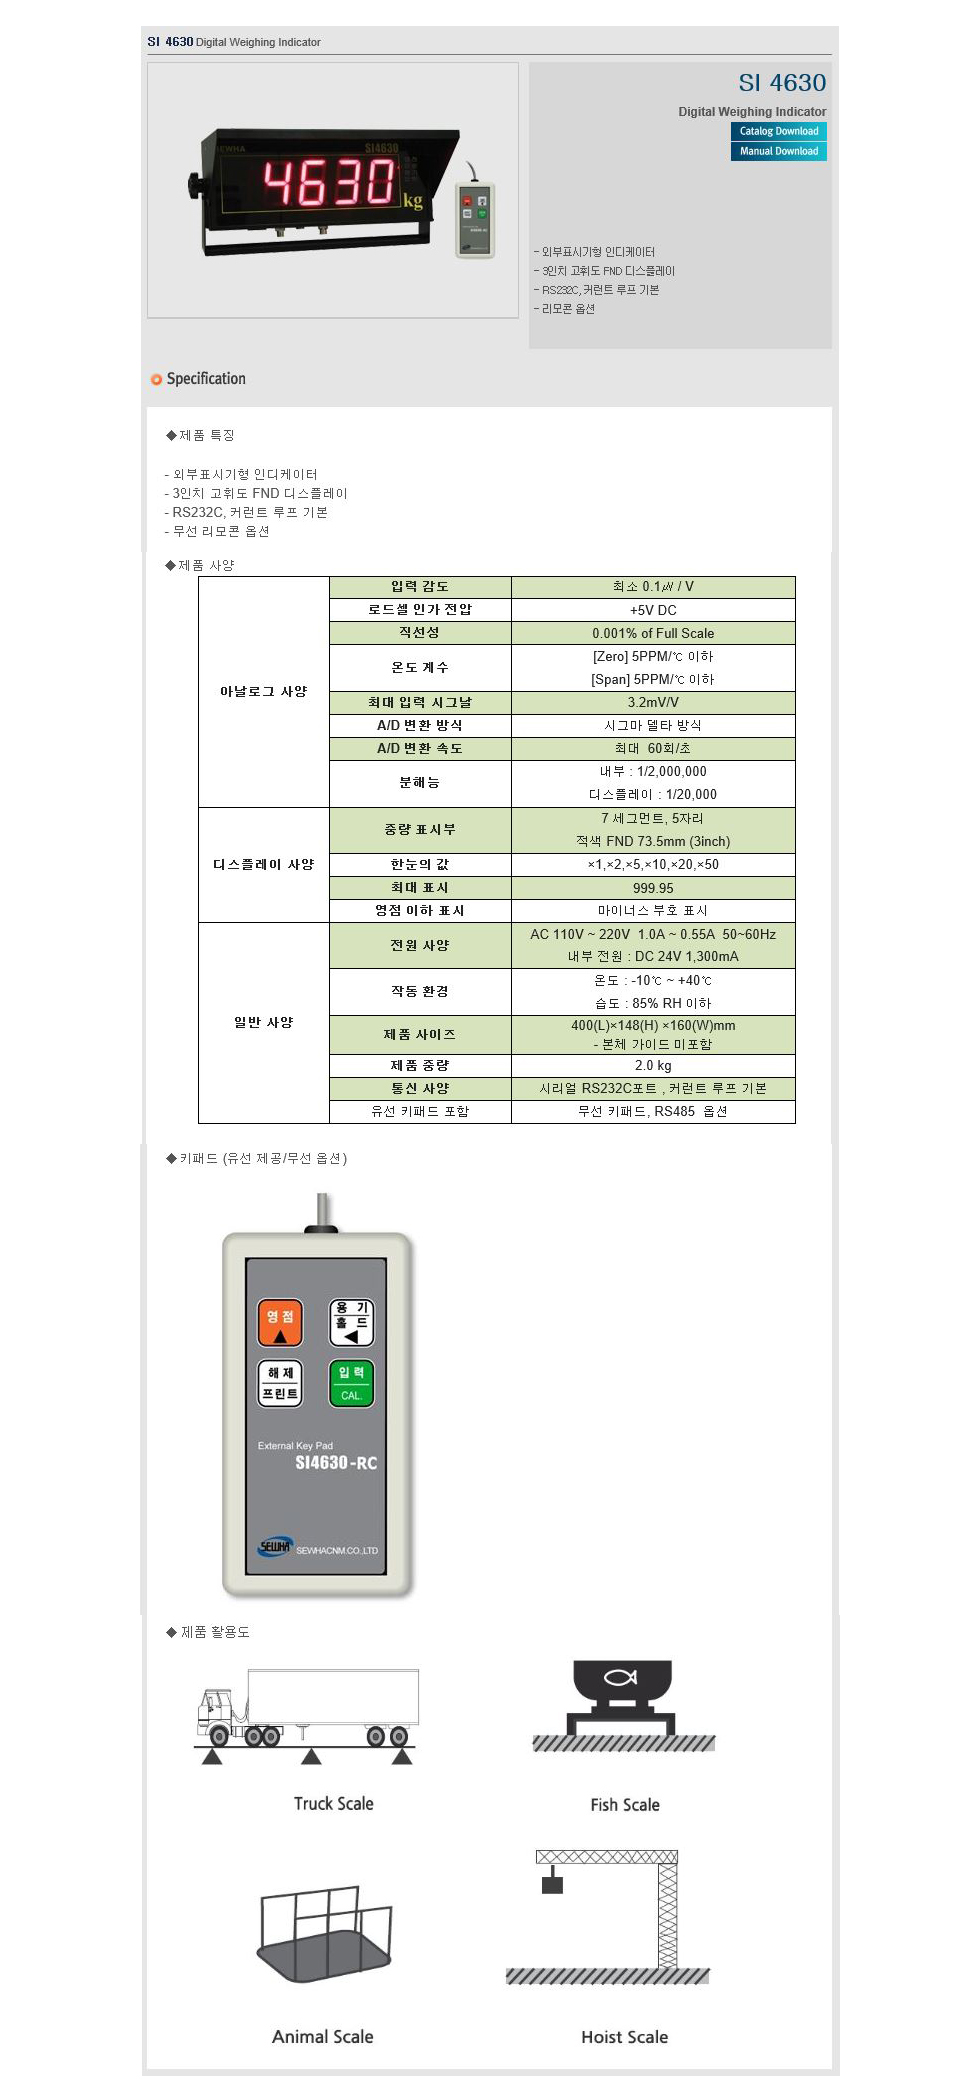 SI 4630 Digital Weighing Indicator
SEWHA
SI4630
4630
kg
SI 4630
Digital Weighing Indicator
Catalog Download
Manual Download
- 외부표시기형 인디케이터
- 3인치 고휘도 FND 디스플레이
- RS232C, 커런트 루프 기본
- 리모콘 옵션
Specification
◆제품 특징
- 외부표시기형 인디케이터
- 3인치 고휘도 FND 디스플레이
- RS232C, 커런트 루프 기본
- 무선 리모콘 옵션
◆제품 사양
아날로그 사양
입력 감도 최소 0.1㎶ / V
로드셀 인가 전압 +5V DC
직선성 0.001% of Full Scale
온도 계수 [Zero] 5PPM/℃ 이하
[Span] 5PPM/℃ 이하
최대 입력 시그날 3.2mV/V
A/D 변환 방식 시그마 델타 방식
A/D 변환 속도 최대 60회/초
분해능 내부 : 1/2,000,000
디스플레이 : 1/20,000
디스플레이 사양
중량 표시부 7 세그먼트, 5자리
적색 FND 73.5mm (3inch)
한눈의 값 ×1,×2,×5,×10,×20,×50
최대 표시 999.95
영점 이하 표시 마이너스 부호 표시
일반 사양
전원 사양 AC 110V ~ 220V 1.0A ~ 0.55A 50~60Hz
내부 전원 : DC 24V 1,300mA
작동 환경 온도 : -10℃ ~ +40℃
습도 : 85% RH 이하
제품 사이즈 400(L)×148(H) ×160(W)mm
- 본체 가이드 미포함
제품 중량 2.0 kg
통신 사양 시리얼 RS232C포트 , 커런트 루프 기본
유선 키패드 포함 무선 키패드, RS485 옵션
◆키패드 (유선 제공/무선 옵션)
영점
용 기
홀 드
해 제
프린트
입 력
CAL.
External Key Pad
SI4630-RC
SEWHA SEWHACNM.CO.,LTD
◆ 제품 활용도
Truck Scale
Fish Scale
Animal Scale
Hoist Scale